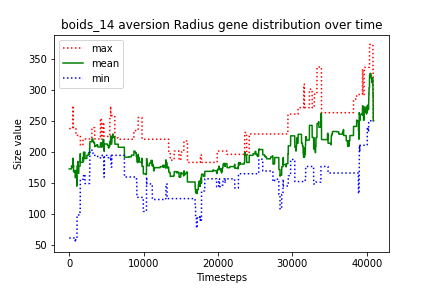 boids_14 aversion Radius gene distribution over time
max
mean
min
Size value
350
300
250
200
150
100
50
0
10000
20000
30000
40000
Timesteps